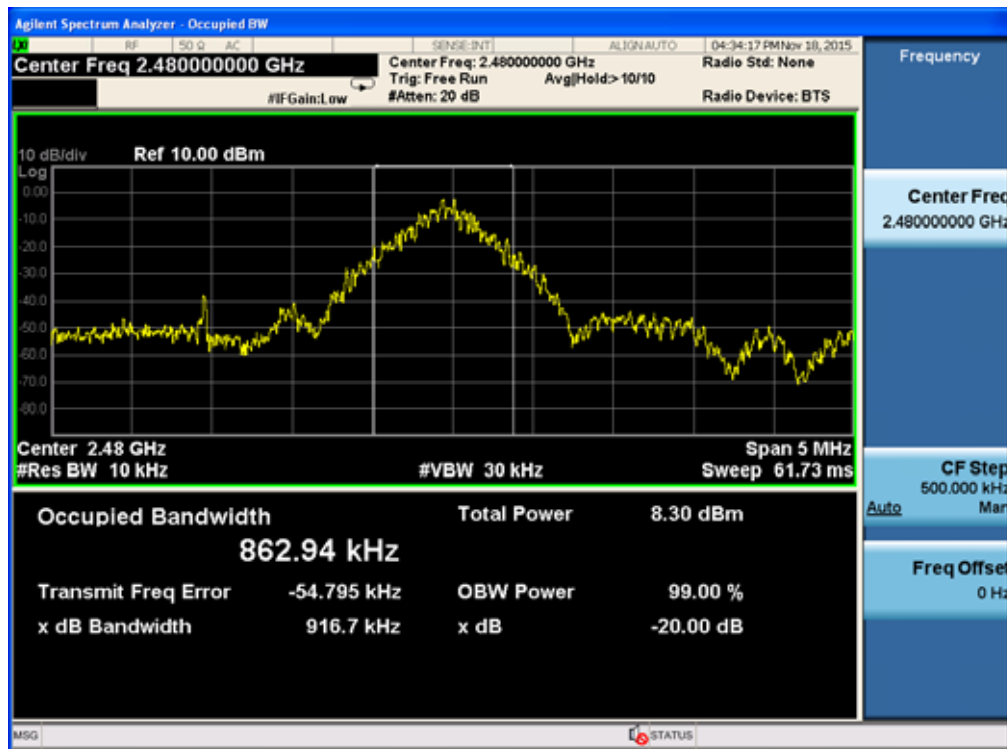 Agilent Spectrum Analyzer - Occupied BW
LXI RF 50 Ω AC SENSE:INT ALIGN AUTO 04:34:17 PM Nov 18, 2015
Center Freq 2.480000000 GHz
Center Freq: 2.480000000 GHz
Radio Std: None
Trig: Free Run Avg|Hold:> 10/10
#IFGain:Low #Atten: 20 dB Radio Device: BTS
10 dB/div Ref 10.00 dBm
Log
0.00
-10.0
-20.0
-30.0
-40.0
-50.0
-60.0
-70.0
-80.0
Center 2.48 GHz Span 5 MHz
#Res BW 10 kHz #VBW 30 kHz Sweep 61.73 ms
Occupied Bandwidth Total Power 8.30 dBm
862.94 kHz
Transmit Freq Error -54.795 kHz OBW Power 99.00 %
x dB Bandwidth 916.7 kHz x dB -20.00 dB
MSG STATUS
Frequency
Center Freq
2.480000000 GHz
CF Step
500.000 kHz
Auto Man
Freq Offset
0 Hz